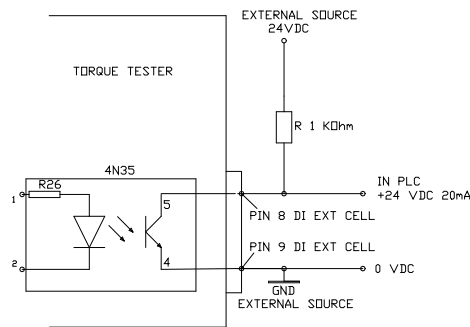 EXTERNAL SOURCE
24VDC
TORQUE TESTER
R 1 KOhm
4N35
R26
1
5
IN PLC
+24 VDC 20mA
PIN 8 DI EXT CELL
PIN 9 DI EXT CELL
2
4
0 VDC
GND
EXTERNAL SOURCE